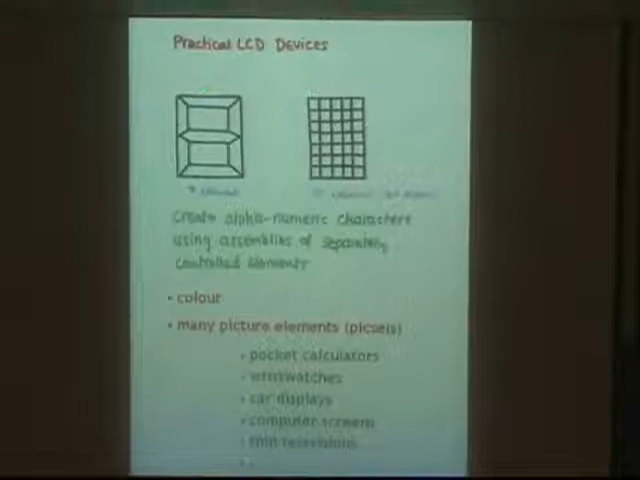 Practical LCD Devices
7
create alpha-numeric characters
using assemblies of separately
controlled elements
• colour
• many picture elements (picsels)
• pocket calculators
• wristwatches
• car displays
• computer screens
• thin televisions